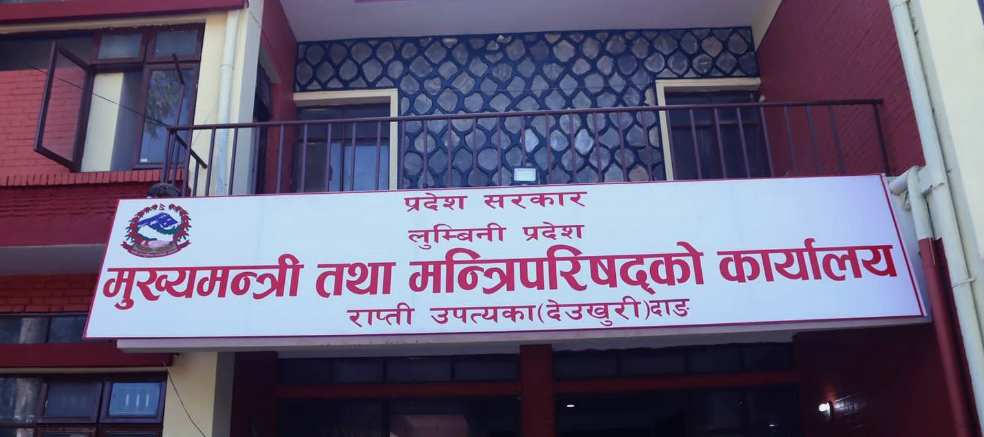 प्रदेश सरकार
लुम्बिनी प्रदेश
मुख्यमन्त्री तथा मन्त्रिपरिषद्को कार्यालय
राप्ती उपत्यका(देउखुरी)दाङ